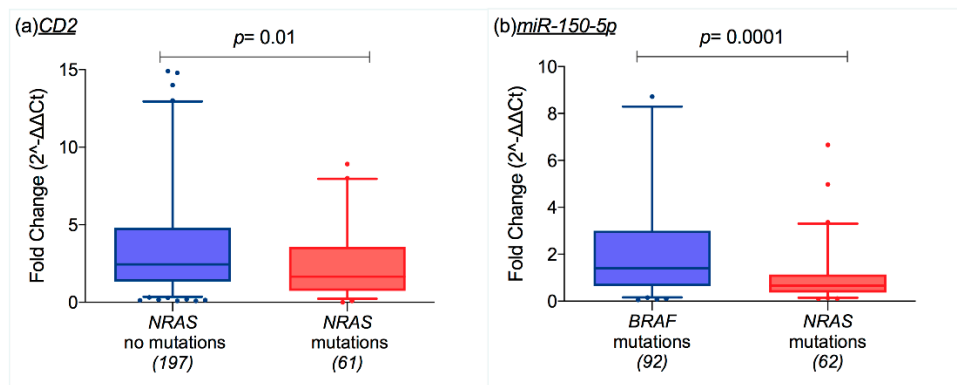 (a)CD2
p= 0.01
Fold Change (2^-ΔΔCt)
15
10
5
0
NRAS
no mutations
(197)
NRAS
mutations
(61)
(b)miR-150-5p
p= 0.0001
Fold Change (2^-ΔΔCt)
10
8
6
4
2
0
BRAF
mutations
(92)
NRAS
mutations
(62)